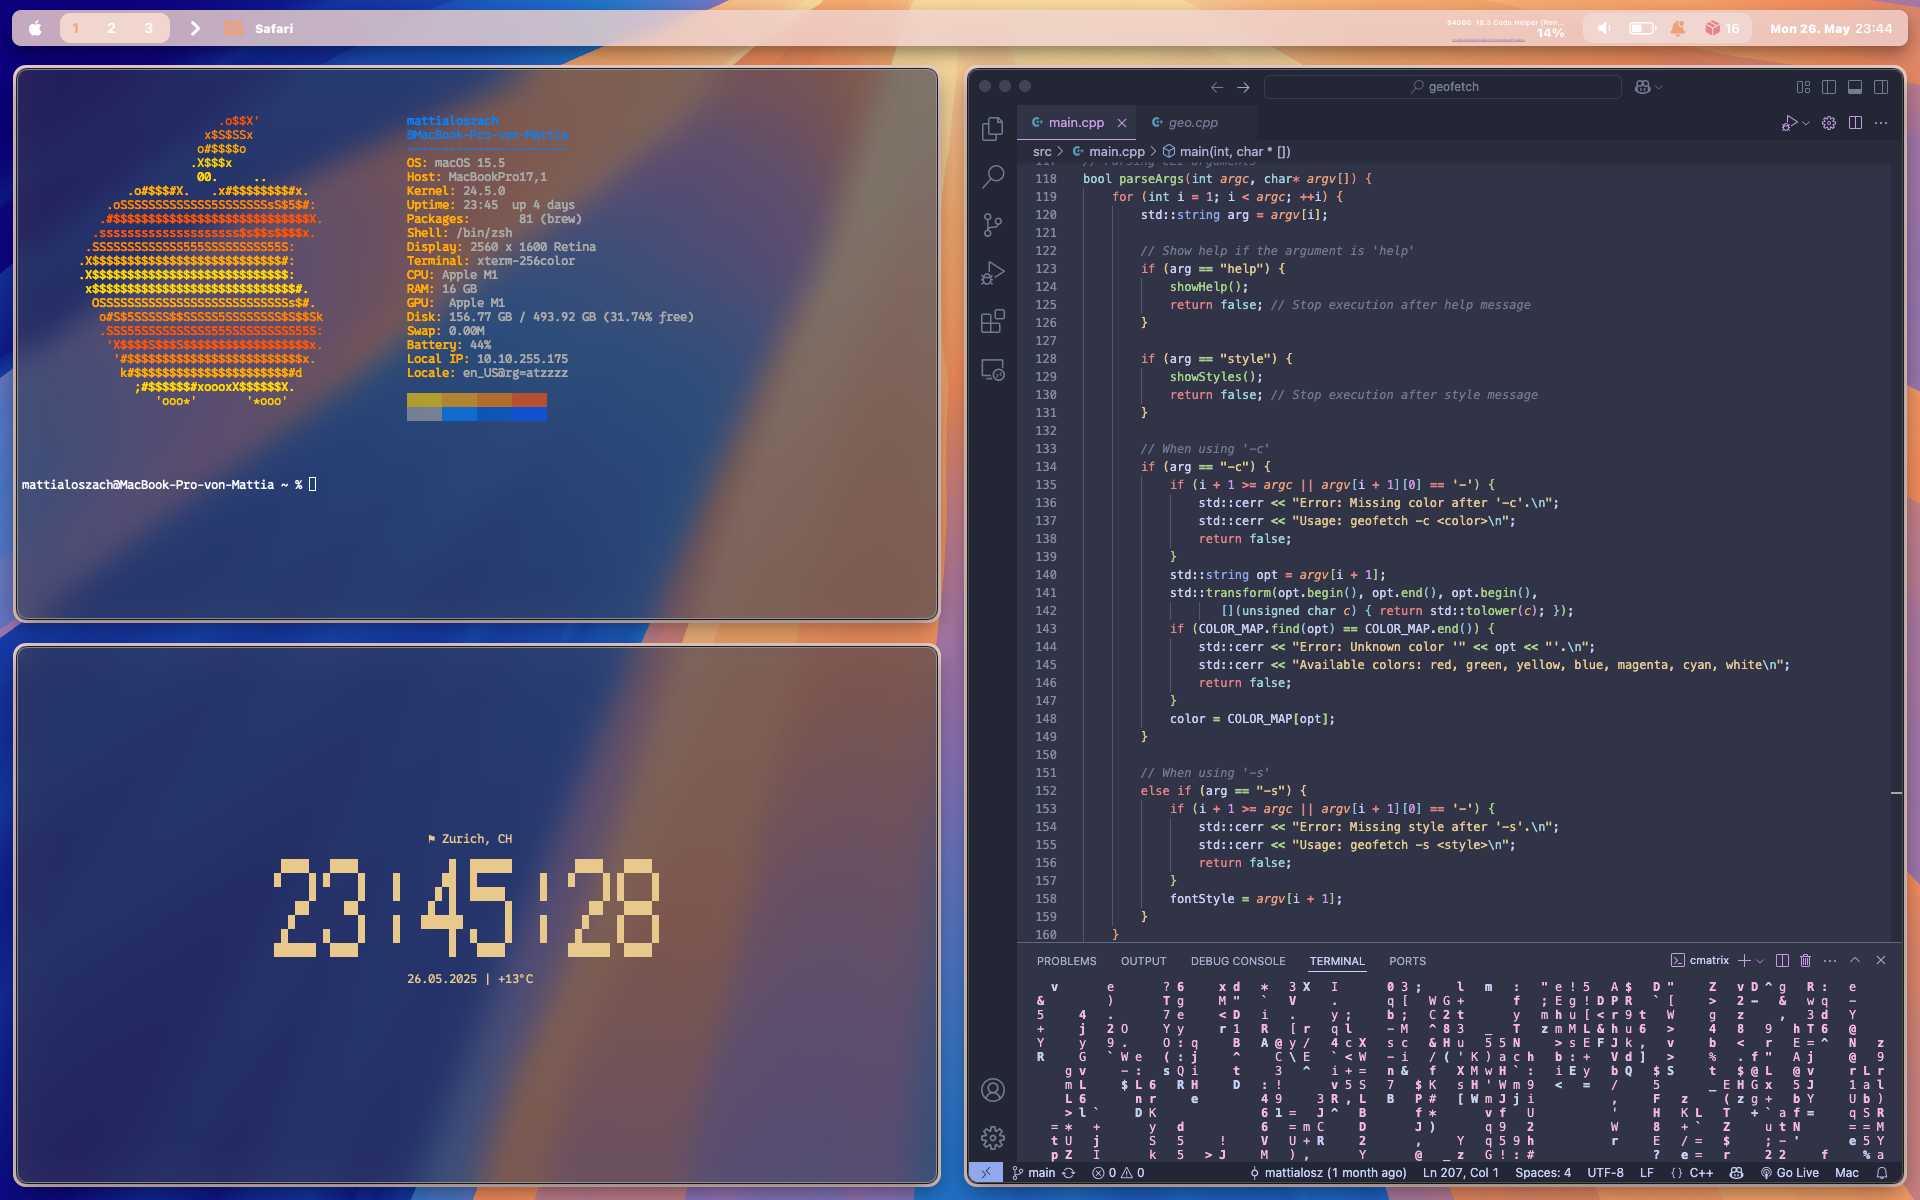 1 2 3 Safari
94080 18.3 Code Helper (Ren...
14%
16
Mon 26. May 23:44
mattialoszach
@MacBook-Pro-von-Mattia
-----------------------
OS: macOS 15.5
Host: MacBookPro17,1
Kernel: 24.5.0
Uptime: 23:45 up 4 days
Packages: 81 (brew)
Shell: /bin/zsh
Display: 2560 x 1600 Retina
Terminal: xterm-256color
CPU: Apple M1
RAM: 16 GB
GPU: Apple M1
Disk: 156.77 GB / 493.92 GB (31.74% free)
Swap: 0.00M
Battery: 44%
Local IP: 10.10.255.175
Locale: en_US@rg=atzzzz
mattialoszach@MacBook-Pro-von-Mattia ~ %
⚑ Zurich, CH
23:45:28
26.05.2025 | +13°C
geofetch
main.cpp
geo.cpp
src > main.cpp > main(int, char * [])
117 // Parsing CLI arguments
118 bool parseArgs(int argc, char* argv[]) {
119 for (int i = 1; i < argc; ++i) {
120 std::string arg = argv[i];
121
122 // Show help if the argument is 'help'
123 if (arg == "help") {
124 showHelp();
125 return false; // Stop execution after help message
126 }
127
128 if (arg == "style") {
129 showStyles();
130 return false; // Stop execution after style message
131 }
132
133 // When using '-c'
134 if (arg == "-c") {
135 if (i + 1 >= argc || argv[i + 1][0] == '-') {
136 std::cerr << "Error: Missing color after '-c'.\n";
137 std::cerr << "Usage: geofetch -c <color>\n";
138 return false;
139 }
140 std::string opt = argv[i + 1];
141 std::transform(opt.begin(), opt.end(), opt.begin(),
142 [](unsigned char c) { return std::tolower(c); });
143 if (COLOR_MAP.find(opt) == COLOR_MAP.end()) {
144 std::cerr << "Error: Unknown color '" << opt << "'.\n";
145 std::cerr << "Available colors: red, green, yellow, blue, magenta, cyan, white\n";
146 return false;
147 }
148 color = COLOR_MAP[opt];
149 }
150
151 // When using '-s'
152 else if (arg == "-s") {
153 if (i + 1 >= argc || argv[i + 1][0] == '-') {
154 std::cerr << "Error: Missing style after '-s'.\n";
155 std::cerr << "Usage: geofetch -s <style>\n";
156 return false;
157 }
158 fontStyle = argv[i + 1];
159 }
160 }
PROBLEMS OUTPUT DEBUG CONSOLE TERMINAL PORTS
cmatrix
main 0 0
mattialosz (1 month ago) Ln 207, Col 1 Spaces: 4 UTF-8 LF {} C++ Go Live Mac